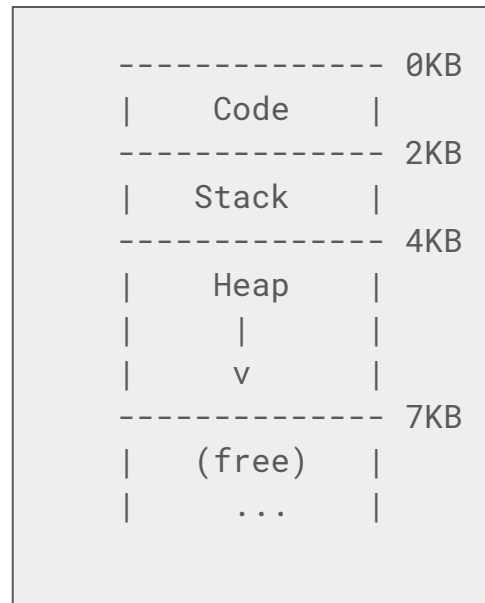 -------------- 0KB
|    Code    |
-------------- 2KB
|   Stack    |
-------------- 4KB
|    Heap    |
|     |      |
|     v      |
-------------- 7KB
|   (free)   |
|     ...    |